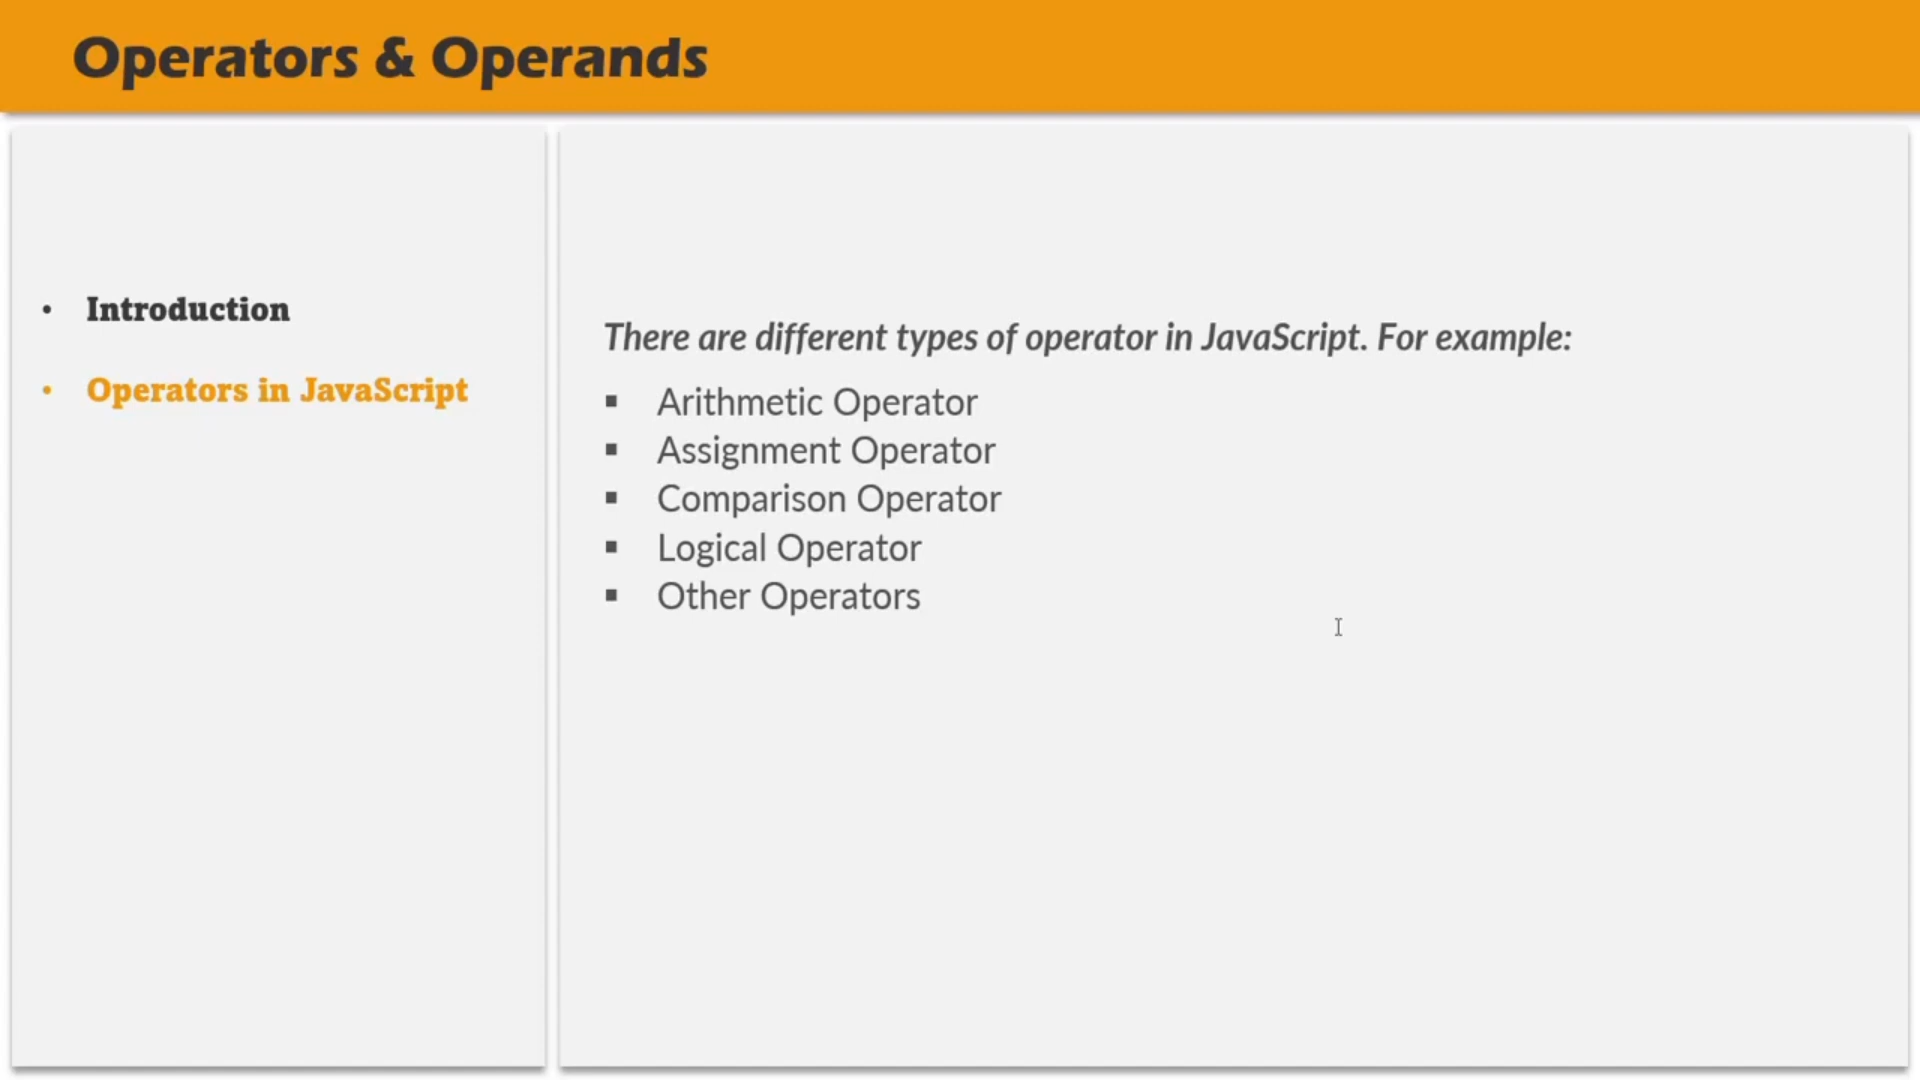 Operators & Operands
• Introduction
• Operators in JavaScript
There are different types of operator in JavaScript. For example:
▪ Arithmetic Operator
▪ Assignment Operator
▪ Comparison Operator
▪ Logical Operator
▪ Other Operators